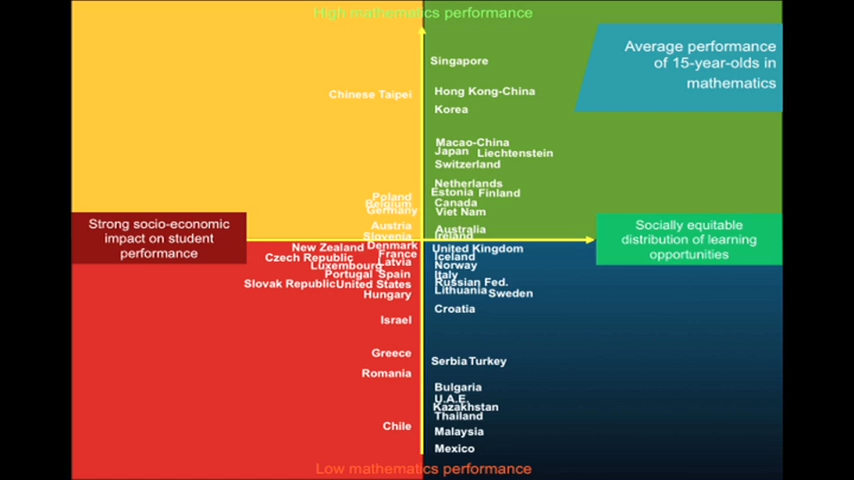 High mathematics performance
Average performance
of 15-year-olds in
mathematics
Singapore
Chinese Taipei
Hong Kong-China
Korea
Macao-China
Japan
Liechtenstein
Switzerland
Netherlands
Poland
Estonia
Finland
Belgium
Canada
Germany
Viet Nam
Strong socio-economic
impact on student
performance
Socially equitable
distribution of learning
opportunities
Austria
Australia
Slovenia
Ireland
New Zealand
Denmark
United Kingdom
Czech Republic
France
Iceland
Luxembourg
Latvia
Norway
Portugal
Spain
Italy
Slovak Republic
United States
Russian Fed.
Hungary
Lithuania
Sweden
Croatia
Israel
Greece
Serbia
Turkey
Romania
Bulgaria
U.A.E.
Kazakhstan
Thailand
Chile
Malaysia
Mexico
Low mathematics performance